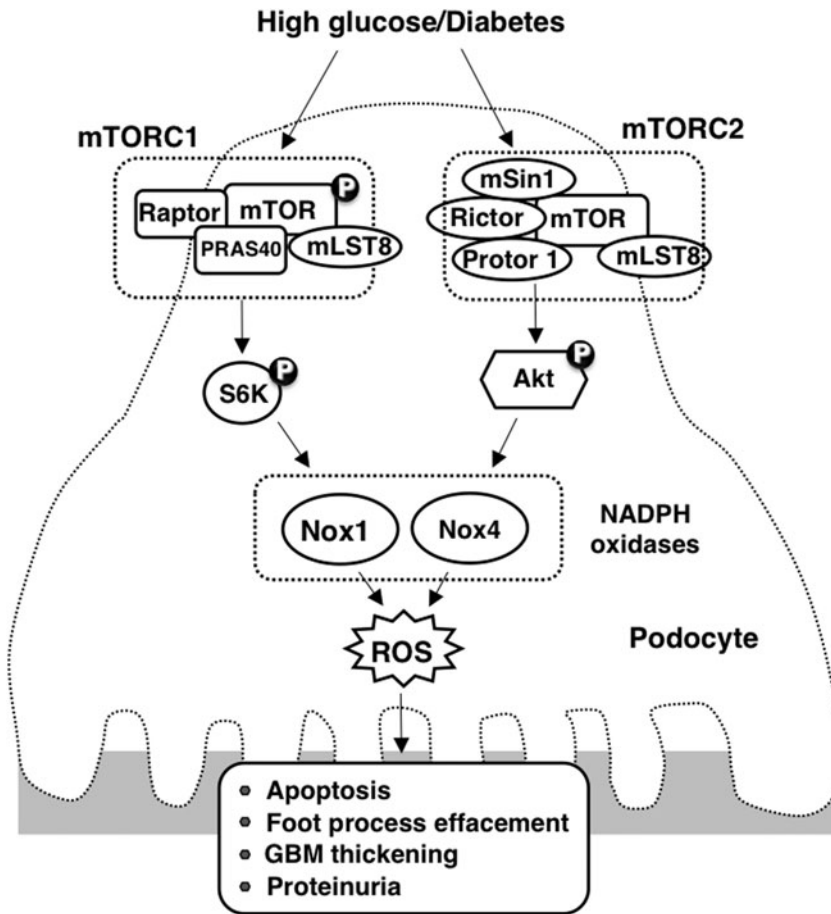 High glucose/Diabetes
mTORC1
mTORC2
Raptor
mTOR
P
PRAS40
mLST8
mSin1
Rictor
mTOR
Protor 1
mLST8
S6K
P
Akt
P
Nox1
Nox4
NADPH
oxidases
ROS
Podocyte
Apoptosis
Foot process effacement
GBM thickening
Proteinuria